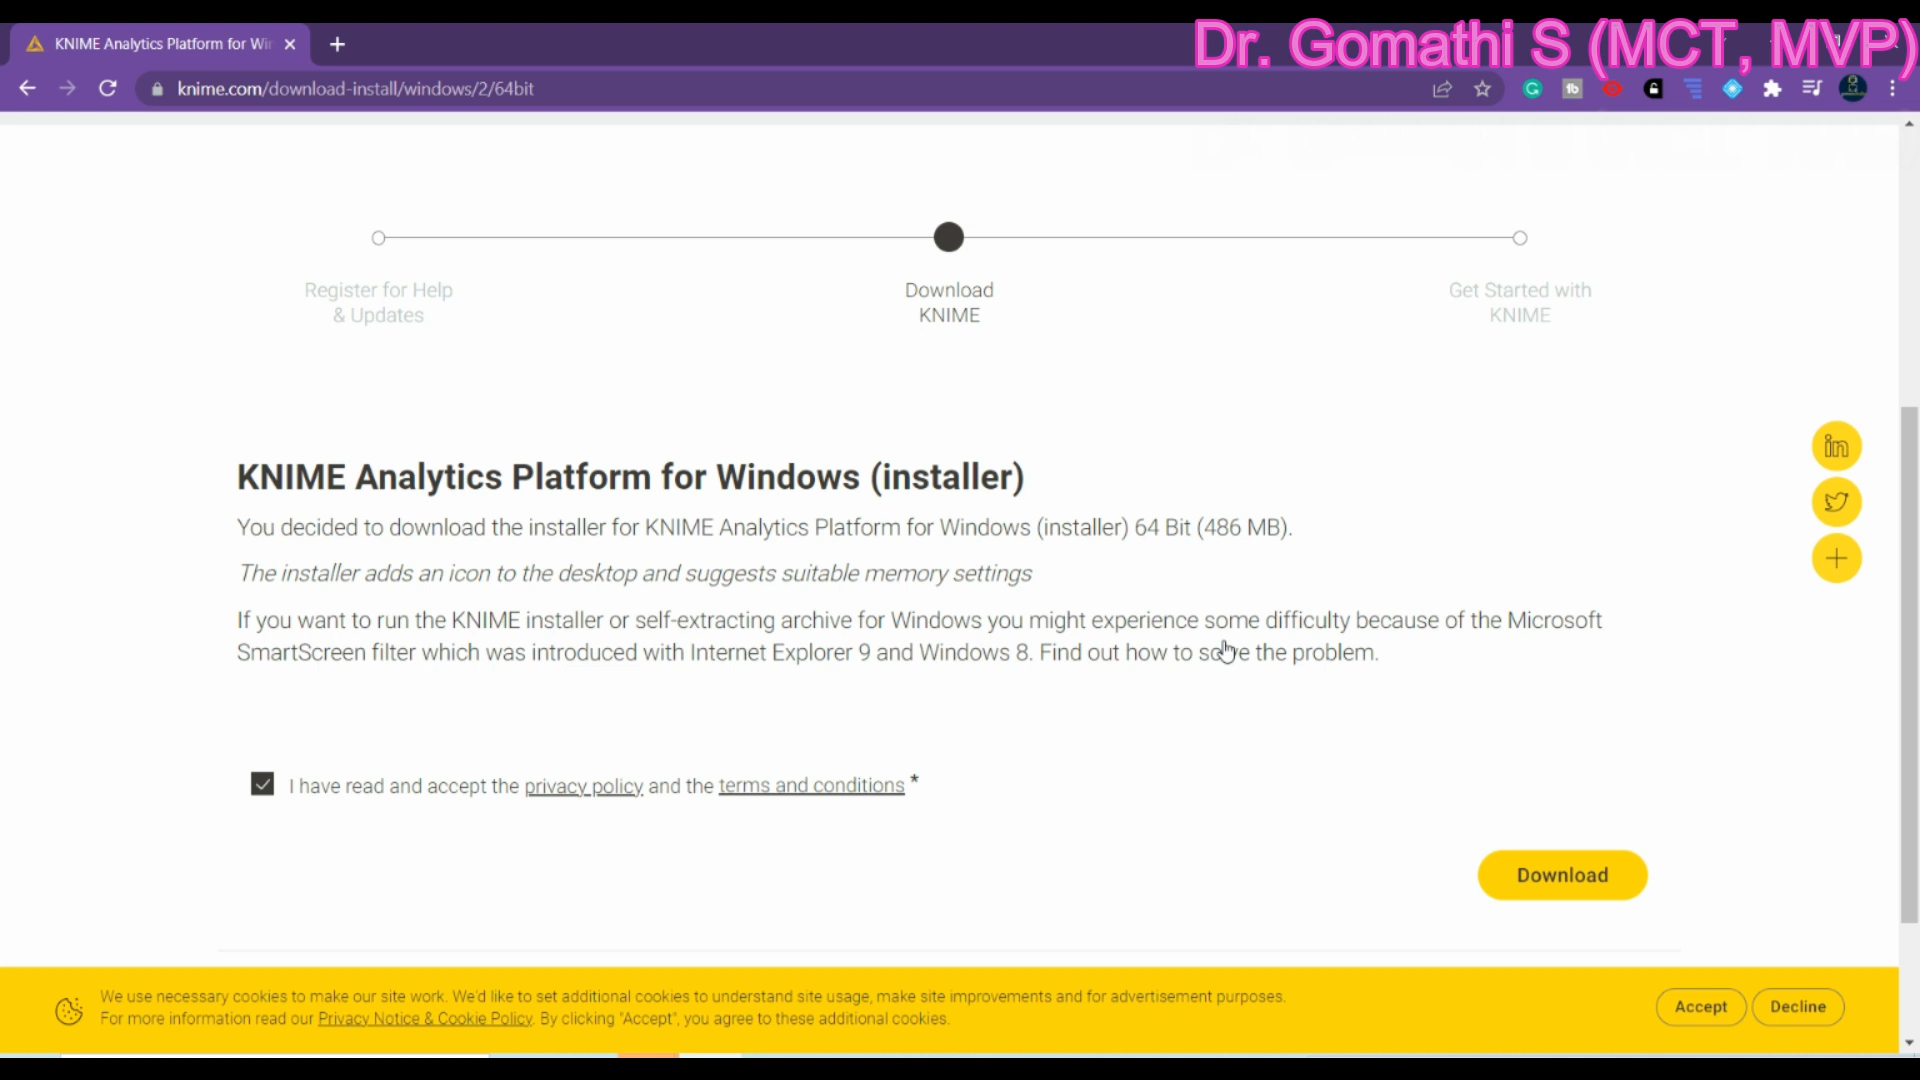 Dr. Gomathi S (MCT, MVP)
KNIME Analytics Platform for Wir
knime.com/download-install/windows/2/64bit
Register for Help
& Updates
Download
KNIME
Get Started with
KNIME
KNIME Analytics Platform for Windows (installer)
You decided to download the installer for KNIME Analytics Platform for Windows (installer) 64 Bit (486 MB).
The installer adds an icon to the desktop and suggests suitable memory settings
If you want to run the KNIME installer or self-extracting archive for Windows you might experience some difficulty because of the Microsoft
SmartScreen filter which was introduced with Internet Explorer 9 and Windows 8. Find out how to solve the problem.
I have read and accept the privacy policy and the terms and conditions *
Download
We use necessary cookies to make our site work. We'd like to set additional cookies to understand site usage, make site improvements and for advertisement purposes.
For more information read our Privacy Notice & Cookie Policy. By clicking "Accept", you agree to these additional cookies.
Accept
Decline